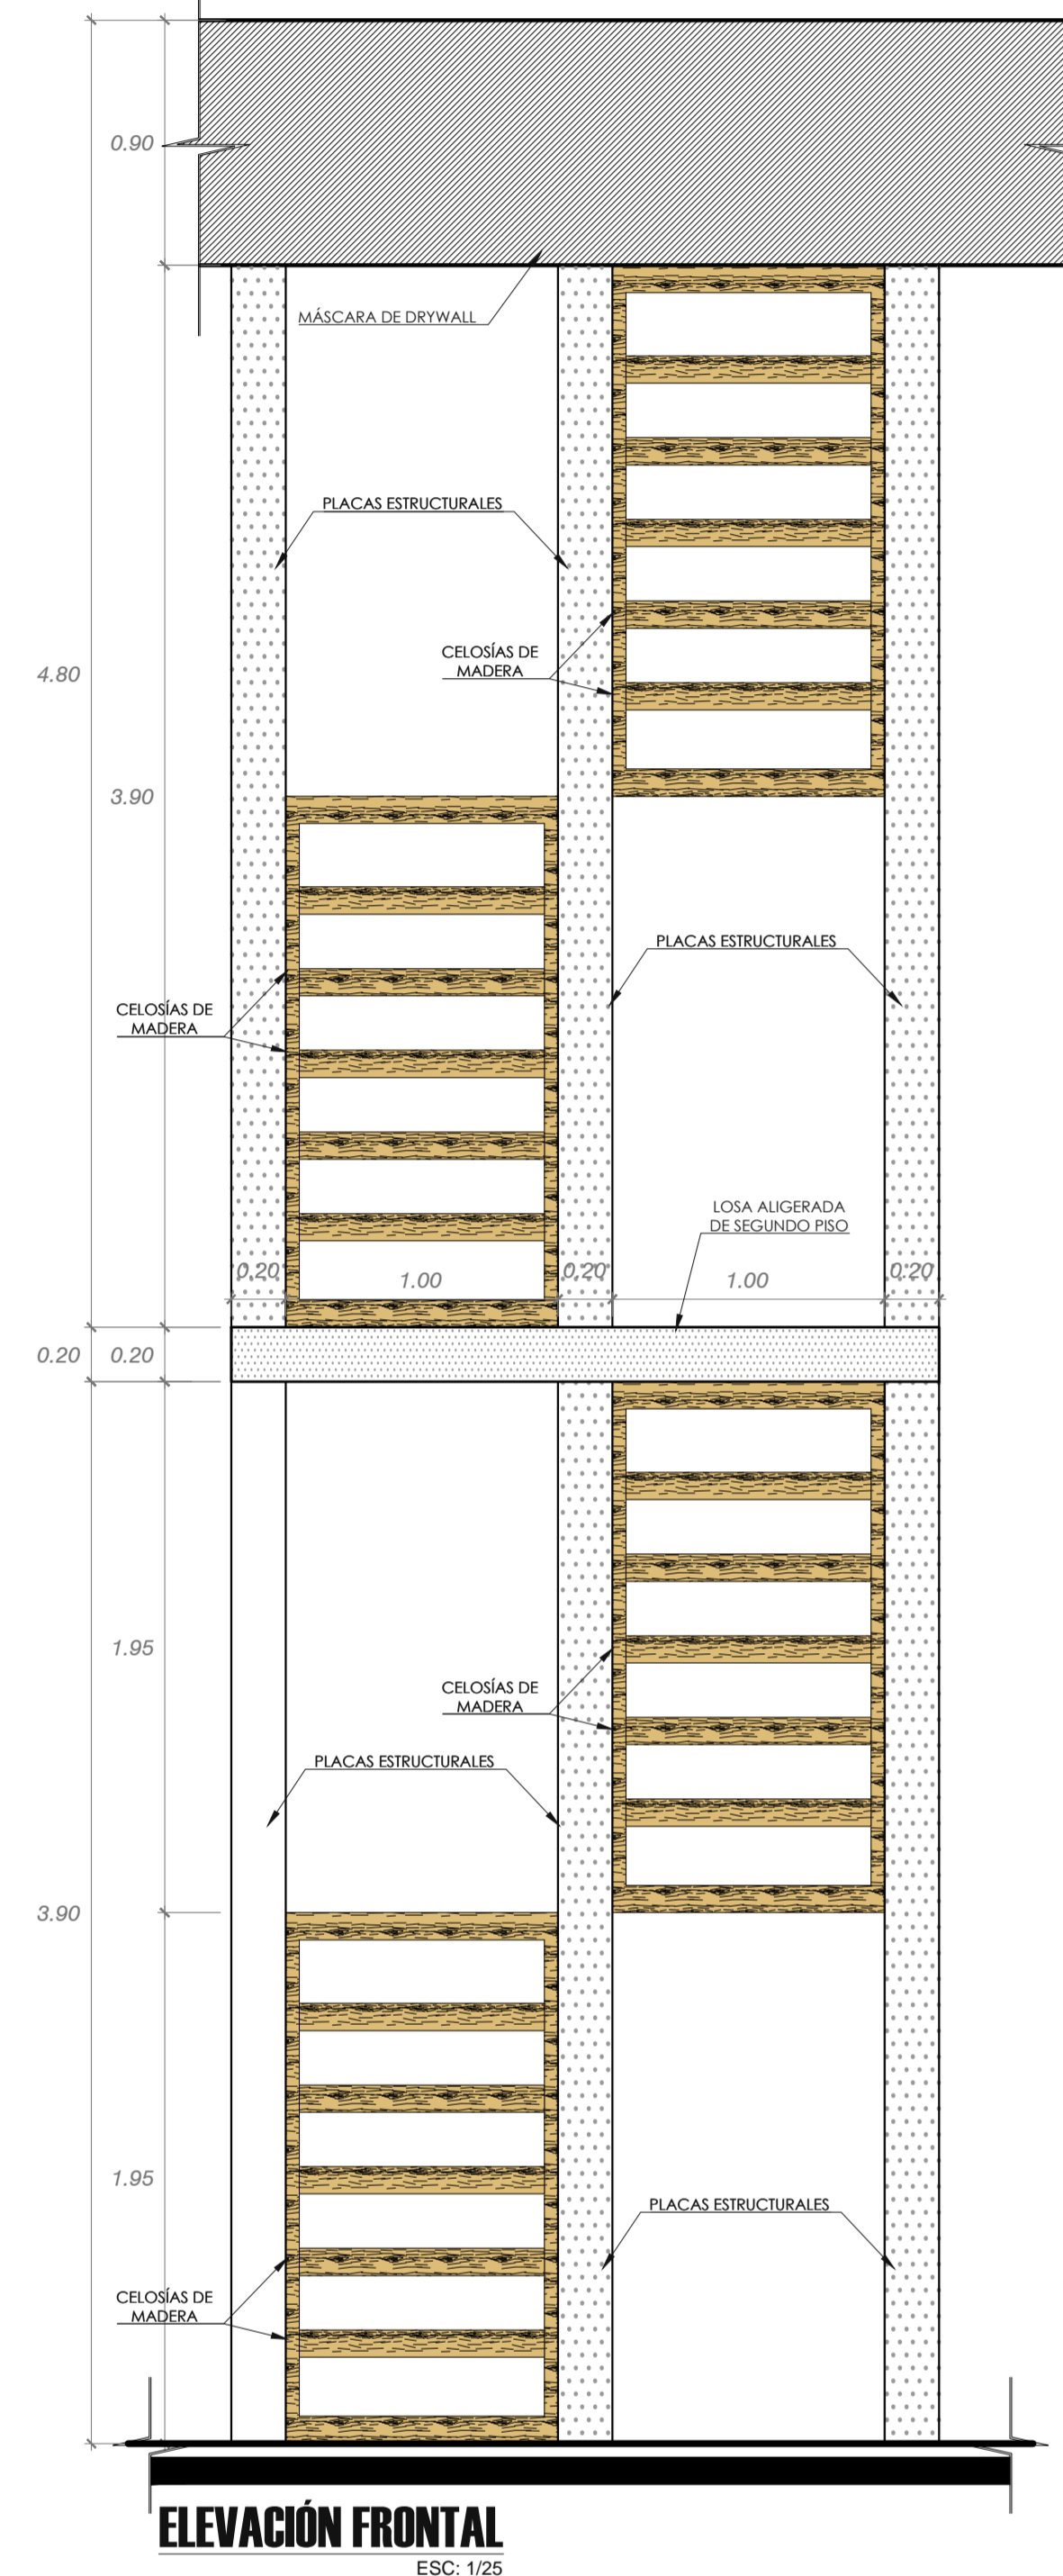 0.90
MÁSCARA DE DRYWALL
PLACAS ESTRUCTURALES
CELOSÍAS DE
MADERA
4.80
3.90
PLACAS ESTRUCTURALES
CELOSÍAS DE
MADERA
LOSA ALIGERADA
DE SEGUNDO PISO
0.20
1.00
0.20
1.00
0.20
0.20
0.20
1.95
CELOSÍAS DE
MADERA
PLACAS ESTRUCTURALES
3.90
1.95
PLACAS ESTRUCTURALES
CELOSÍAS DE
MADERA
ELEVACIÓN FRONTAL
ESC: 1/25